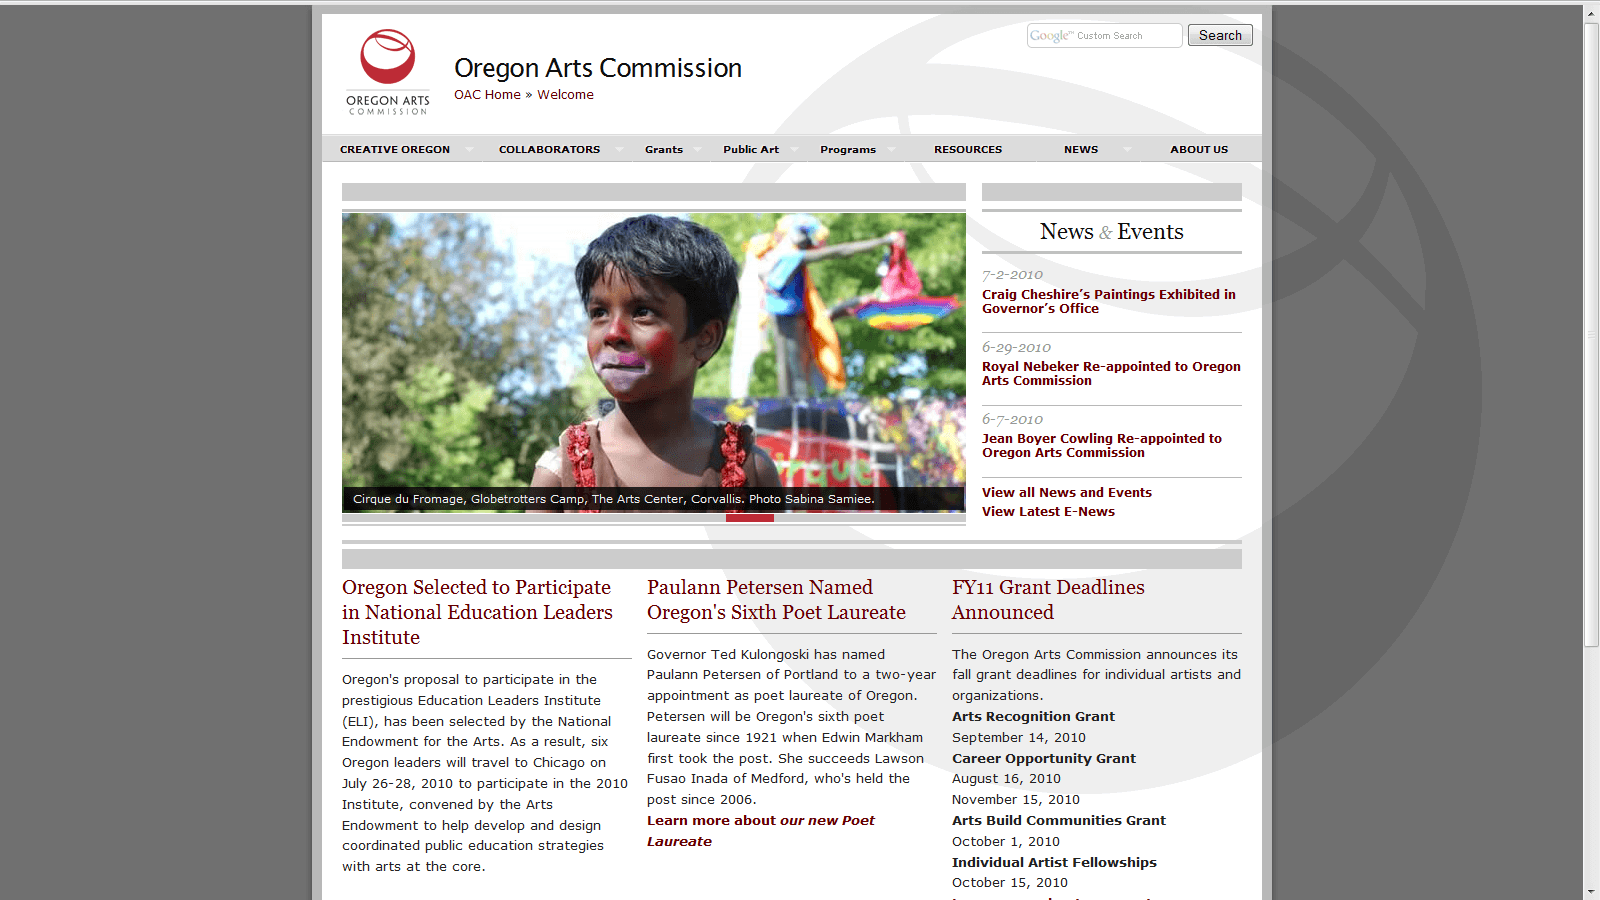 OREGON ARTS
COMMISSION
Oregon Arts Commission
OAC Home » Welcome
Google™ Custom Search
Search
CREATIVE OREGON COLLABORATORS Grants Public Art Programs RESOURCES NEWS ABOUT US
Cirque du Fromage, Globetrotters Camp, The Arts Center, Corvallis. Photo Sabina Samiee.
News & Events
7-2-2010
Craig Cheshire’s Paintings Exhibited in
Governor’s Office
6-29-2010
Royal Nebeker Re-appointed to Oregon
Arts Commission
6-7-2010
Jean Boyer Cowling Re-appointed to
Oregon Arts Commission
View all News and Events
View Latest E-News
Oregon Selected to Participate
in National Education Leaders
Institute
Oregon's proposal to participate in the
prestigious Education Leaders Institute
(ELI), has been selected by the National
Endowment for the Arts. As a result, six
Oregon leaders will travel to Chicago on
July 26-28, 2010 to participate in the 2010
Institute, convened by the Arts
Endowment to help develop and design
coordinated public education strategies
with arts at the core.
Paulann Petersen Named
Oregon's Sixth Poet Laureate
Governor Ted Kulongoski has named
Paulann Petersen of Portland to a two-year
appointment as poet laureate of Oregon.
Petersen will be Oregon's sixth poet
laureate since 1921 when Edwin Markham
first took the post. She succeeds Lawson
Fusao Inada of Medford, who's held the
post since 2006.
Learn more about our new Poet
Laureate
FY11 Grant Deadlines
Announced
The Oregon Arts Commission announces its
fall grant deadlines for individual artists and
organizations.
Arts Recognition Grant
September 14, 2010
Career Opportunity Grant
August 16, 2010
November 15, 2010
Arts Build Communities Grant
October 1, 2010
Individual Artist Fellowships
October 15, 2010